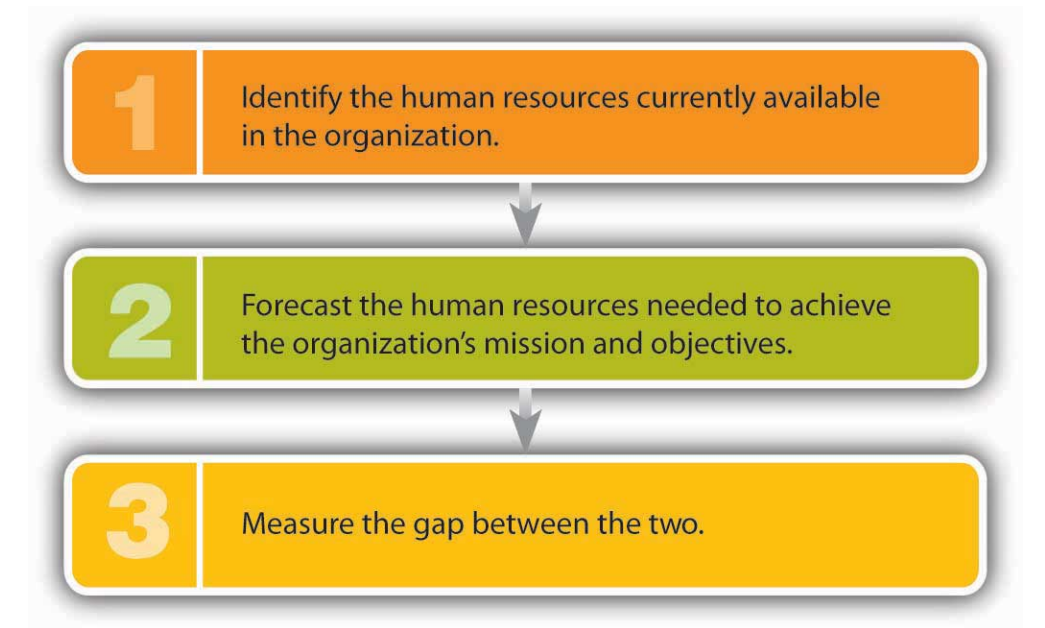 1
Identify the human resources currently available
in the organization.
2
Forecast the human resources needed to achieve
the organization’s mission and objectives.
3
Measure the gap between the two.